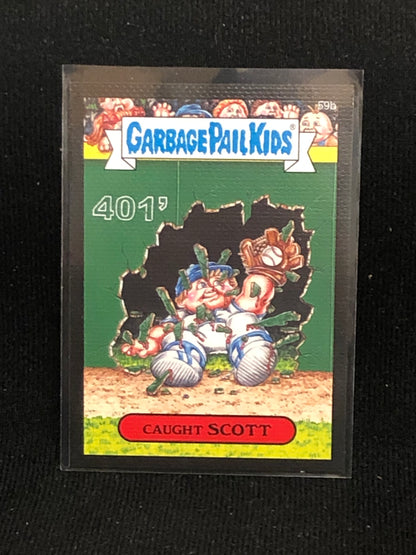 59b
GARBAGE PAIL KIDS®
401'
CAUGHT SCOTT